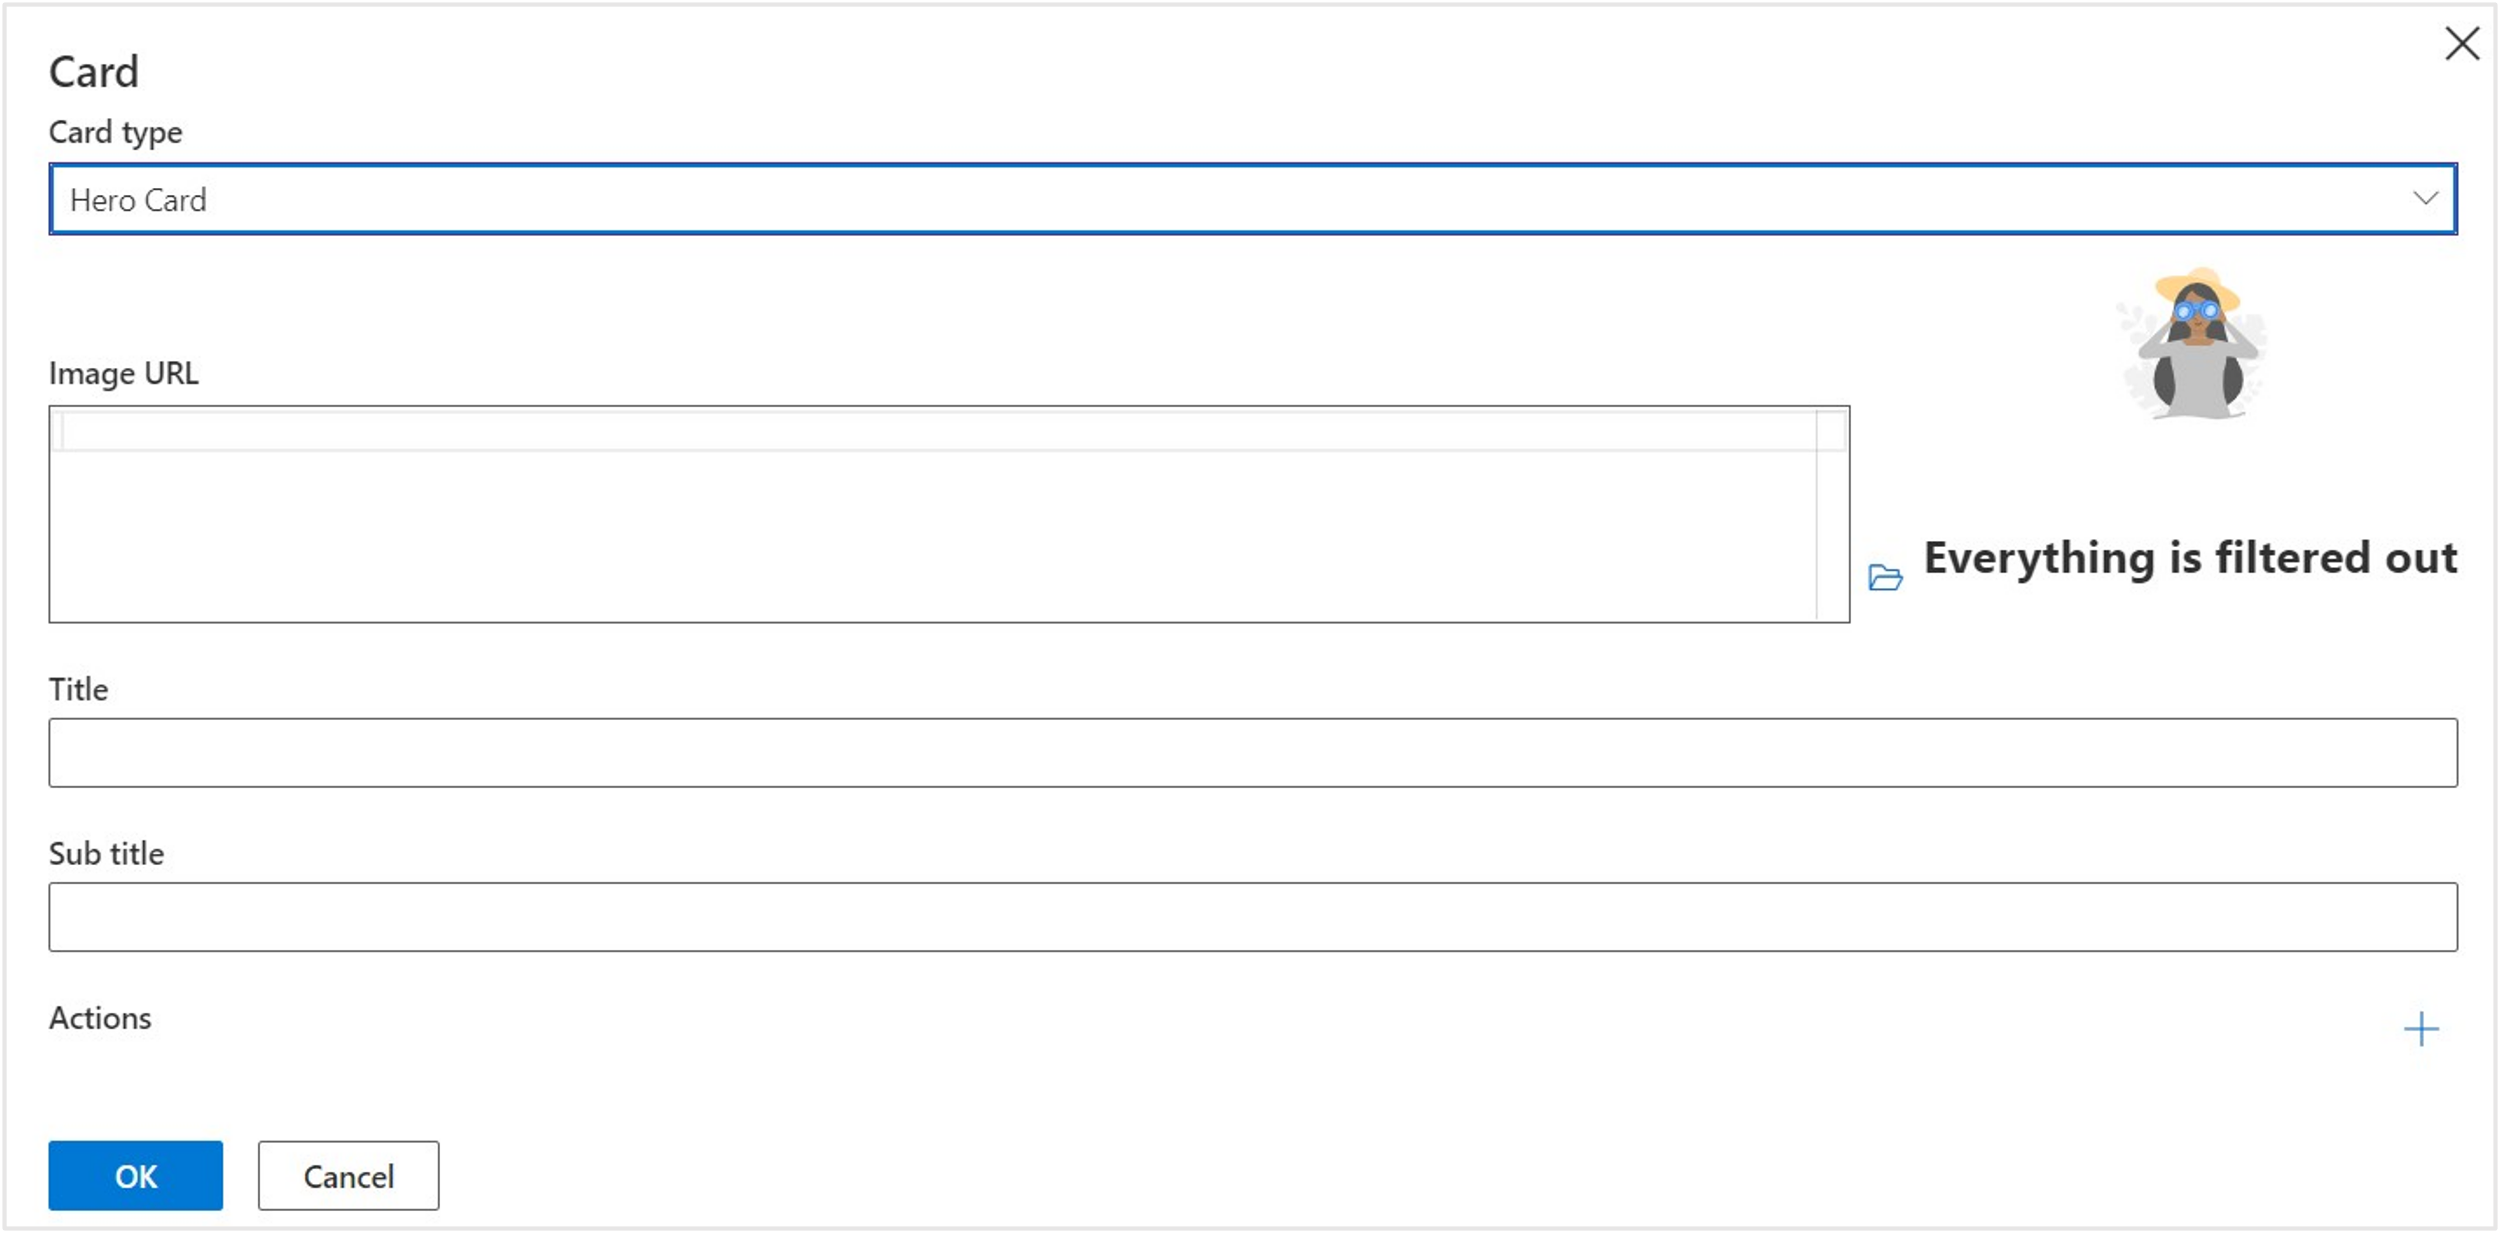 Card
Card type
Hero Card
Image URL
Everything is filtered out
Title
Sub title
Actions
OK
Cancel